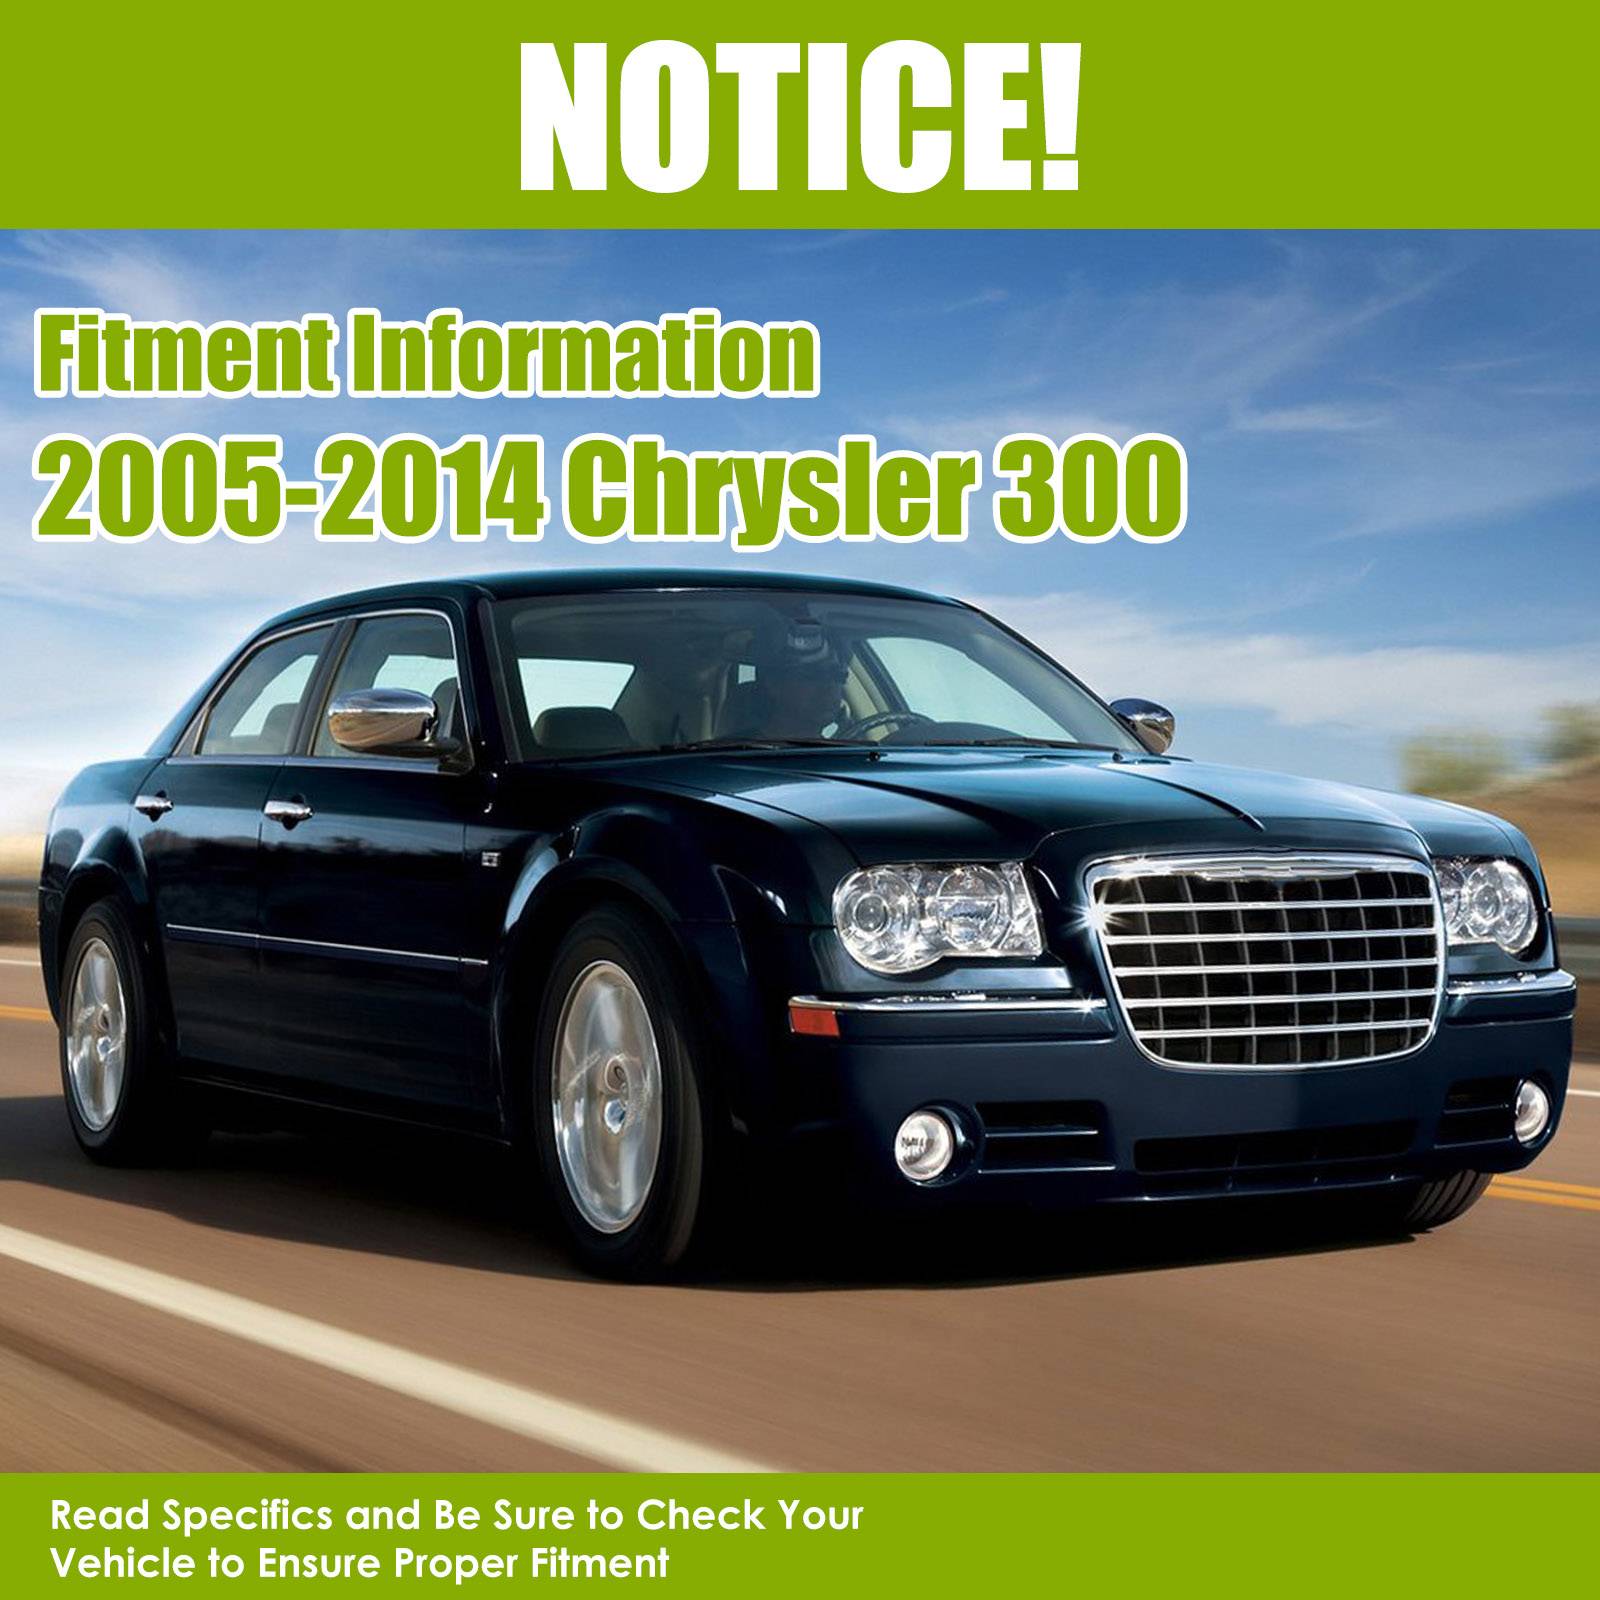 NOTICE!
Fitment Information
2005-2014 Chrysler 300
Read Specifics and Be Sure to Check Your
Vehicle to Ensure Proper Fitment